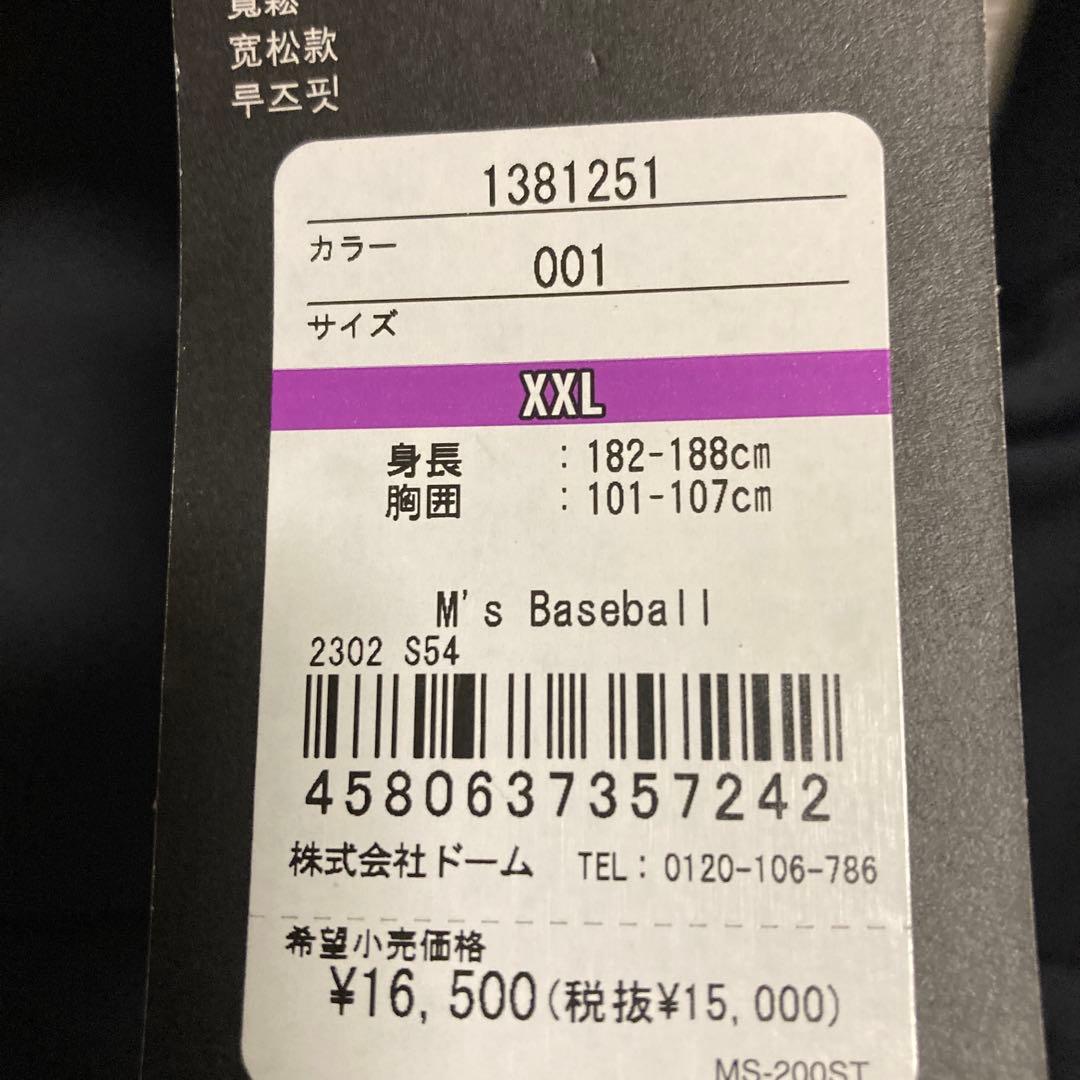 寬鬆
宽松款
루즈핏
1381251
カラー 001
サイズ
XXL
身長 : 182-188cm
胸囲 : 101-107cm
M's Baseball
2302 S54
4580637357242
株式会社ドーム TEL: 0120-106-786
希望小売価格
¥16,500(税抜¥15,000)
MS-200ST